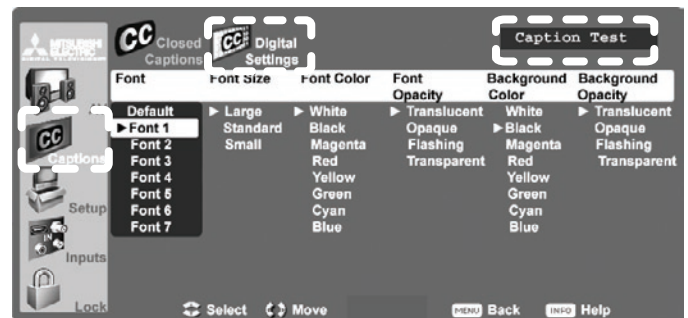 MITSUBISHI
ELECTRIC
CC Closed
Captions
CC Digital
Settings
Caption Test
Font
Font Size
Font Color
Font
Opacity
Background
Color
Background
Opacity
Default
Font 1
Font 2
Font 3
Font 4
Font 5
Font 6
Font 7
Large
Standard
Small
White
Black
Magenta
Red
Yellow
Green
Cyan
Blue
Translucent
Opaque
Flashing
Transparent
White
Black
Magenta
Red
Yellow
Green
Cyan
Blue
Translucent
Opaque
Flashing
Transparent
CC
Captions
Setup
IN
Inputs
Lock
Select
Move
MENU Back
INFO Help